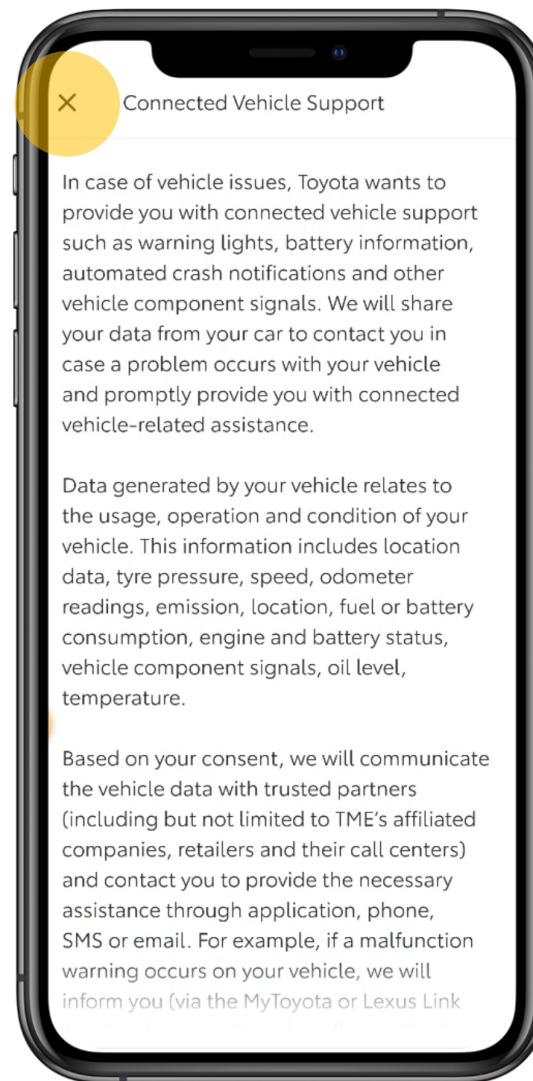 Connected Vehicle Support
In case of vehicle issues, Toyota wants to
provide you with connected vehicle support
such as warning lights, battery information,
automated crash notifications and other
vehicle component signals. We will share
your data from your car to contact you in
case a problem occurs with your vehicle
and promptly provide you with connected
vehicle-related assistance.
Data generated by your vehicle relates to
the usage, operation and condition of your
vehicle. This information includes location
data, tyre pressure, speed, odometer
readings, emission, location, fuel or battery
consumption, engine and battery status,
vehicle component signals, oil level,
temperature.
Based on your consent, we will communicate
the vehicle data with trusted partners
(including but not limited to TME’s affiliated
companies, retailers and their call centers)
and contact you to provide the necessary
assistance through application, phone,
SMS or email. For example, if a malfunction
warning occurs on your vehicle, we will
inform you (via the MyToyota or Lexus Link